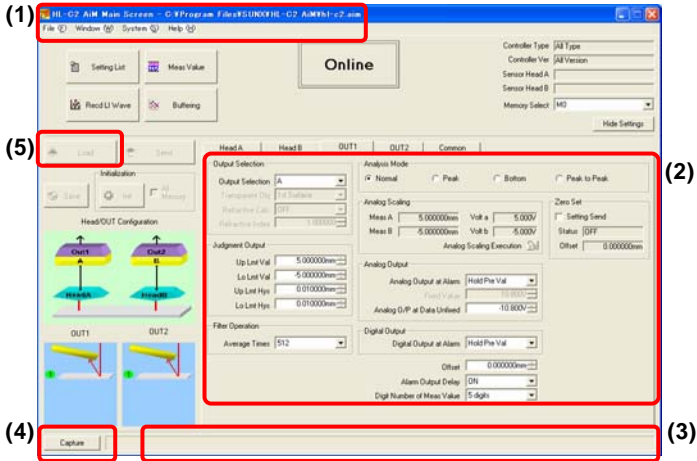 (1)
HL-C2 AiM Main Screen - C:¥Program Files¥SUNX¥HL-C2 AiM¥hl-c2.aim
File (F) Window (W) System (S) Help (H)
Setting List
Meas Value
Recd LI Wave
Buffering
Online
Controller Type All Type
Controller Ver All Version
Sensor Head A
Sensor Head B
Memory Select M0
Hide Settings
(5)
Load
Send
Initialization
Save
Init
All Memory
Head/OUT Configuration
Out1
Out2
A
B
HeadA
HeadB
OUT1
OUT2
1
1
Head A
Head B
OUT1
OUT2
Common
(2)
Output Selection
Output Selection A
Transparent Obj 1st Surface
Refractive Calc OFF
Refractive Index 1.000000
Judgment Output
Up Lmt Val 5.000000mm
Lo Lmt Val -5.000000mm
Up Lmt Hys 0.010000mm
Lo Lmt Hys 0.010000mm
Filter Operation
Average Times 512
Analysis Mode
Normal
Peak
Bottom
Peak to Peak
Analog Scaling
Meas A 5.000000mm Volt a 5.000V
Meas B -5.000000mm Volt b -5.000V
Analog Scaling Execution
Zero Set
Setting Send
Status OFF
Offset 0.000000mm
Analog Output
Analog Output at Alarm Hold Pre Val
Fixed Value 10.800V
Analog O/P at Data Unfixed -10.800V
Digital Output
Digital Output at Alarm Hold Pre Val
Offset 0.000000mm
Alarm Output Delay ON
Digit Number of Meas Value 5 digits
(4)
Capture
(3)